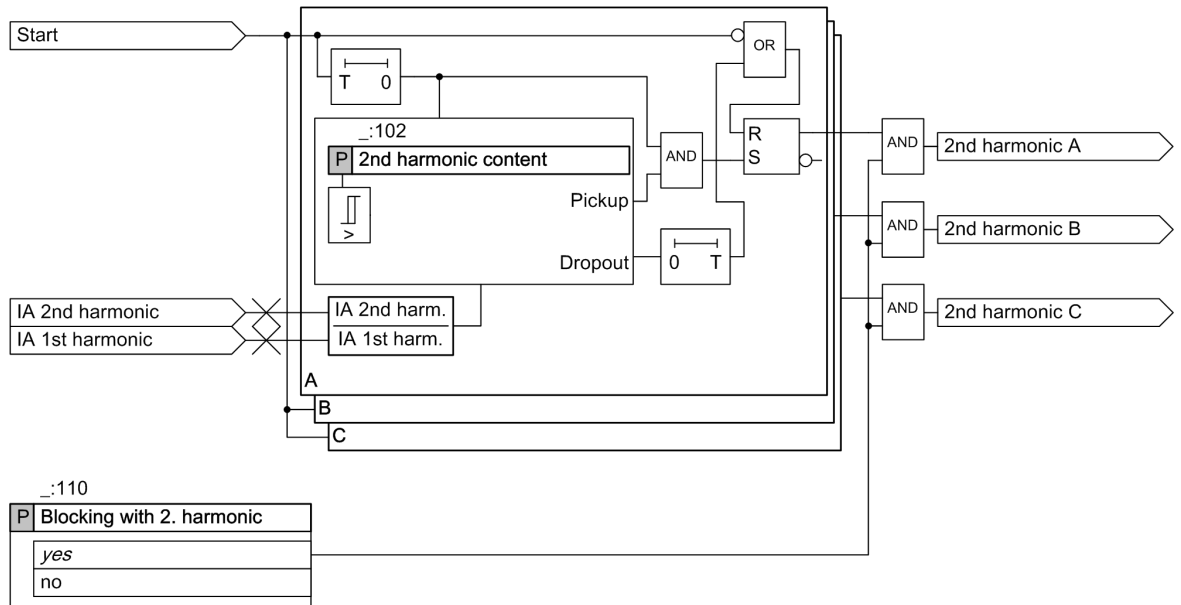 Start
OR
T 0
_:102
P 2nd harmonic content
AND
R
S
AND
2nd harmonic A
>
Pickup
AND
2nd harmonic B
Dropout
0 T
IA 2nd harmonic
IA 2nd harm.
AND
2nd harmonic C
IA 1st harmonic
IA 1st harm.
A
B
C
_:110
P Blocking with 2. harmonic
yes
no